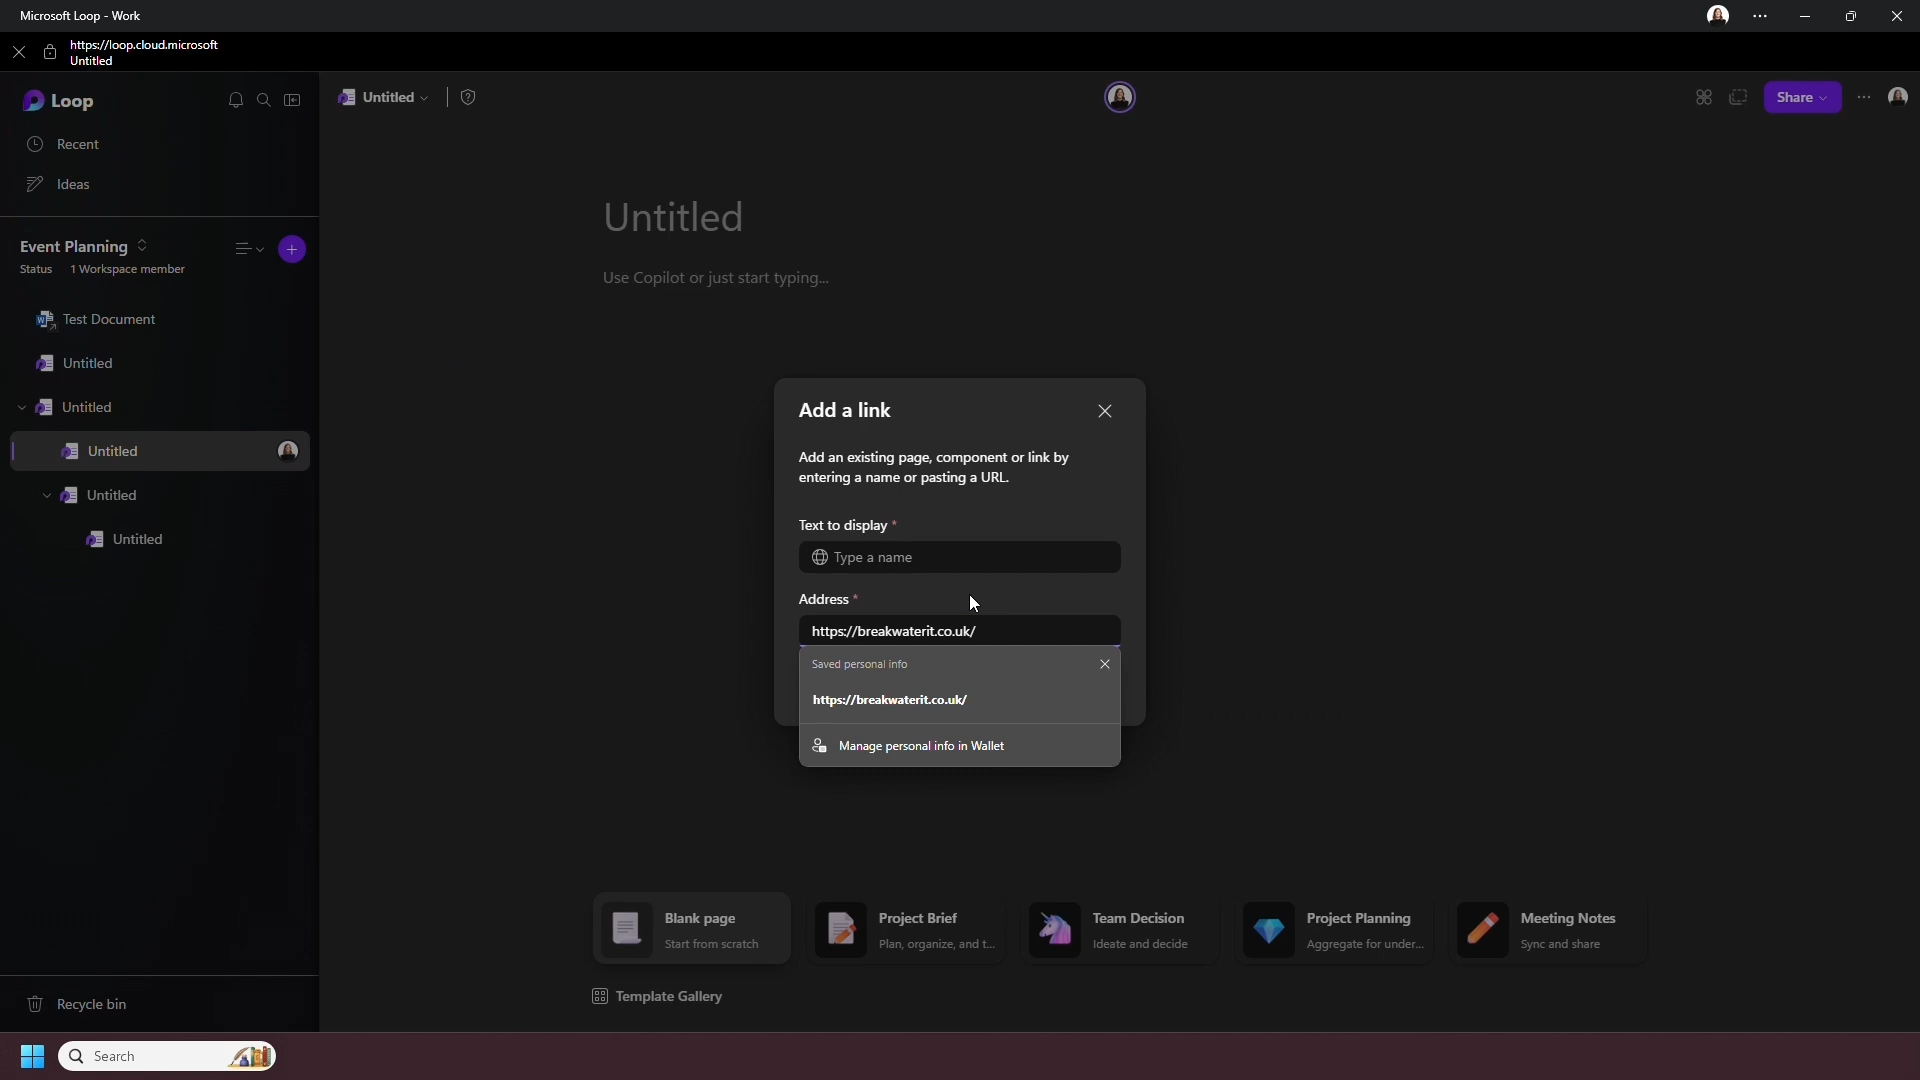 Microsoft Loop - Work
https://loop.cloud.microsoft
Untitled
Loop
Recent
Ideas
Event Planning
Status 1 Workspace member
Test Document
Untitled
Untitled
Untitled
Untitled
Untitled
Recycle bin
Untitled
Share
Untitled
Use Copilot or just start typing...
Add a link
Add an existing page, component or link by
entering a name or pasting a URL.
Text to display *
Type a name
Address *
https://breakwaterit.co.uk/
Saved personal info
https://breakwaterit.co.uk/
Manage personal info in Wallet
Blank page
Start from scratch
Project Brief
Plan, organize, and t...
Team Decision
Ideate and decide
Project Planning
Aggregate for under...
Meeting Notes
Sync and share
Template Gallery
Search